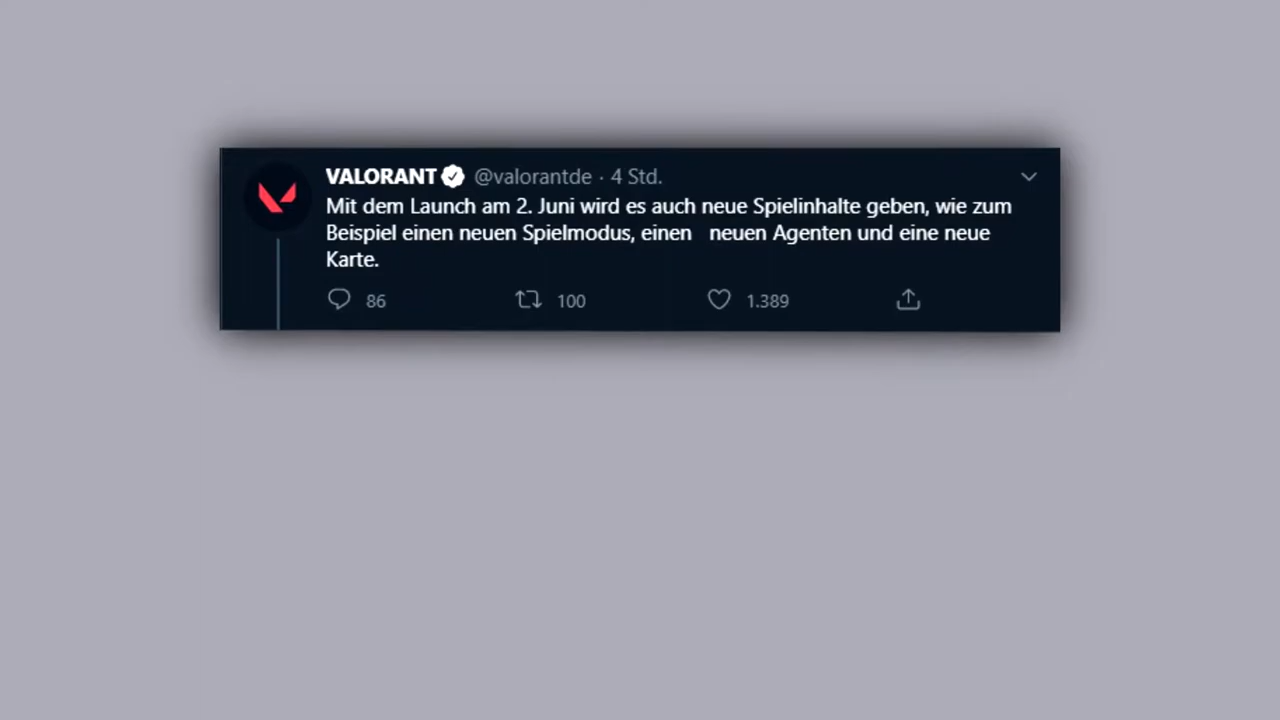 VALORANT @valorantde · 4 Std.
Mit dem Launch am 2. Juni wird es auch neue Spielinhalte geben, wie zum
Beispiel einen neuen Spielmodus, einen neuen Agenten und eine neue
Karte.
86 100 1.389